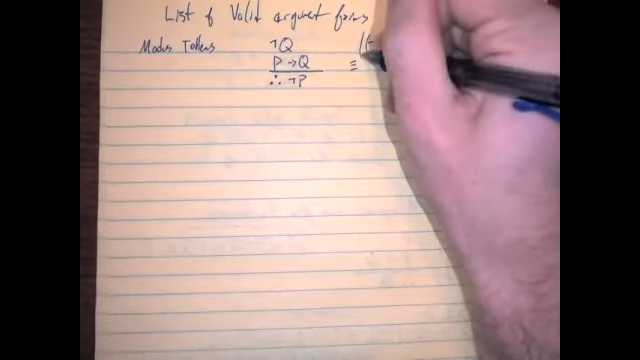 List of Valid argument forms
Modus Tollens ¬Q
P → Q ≡
∴ ¬P